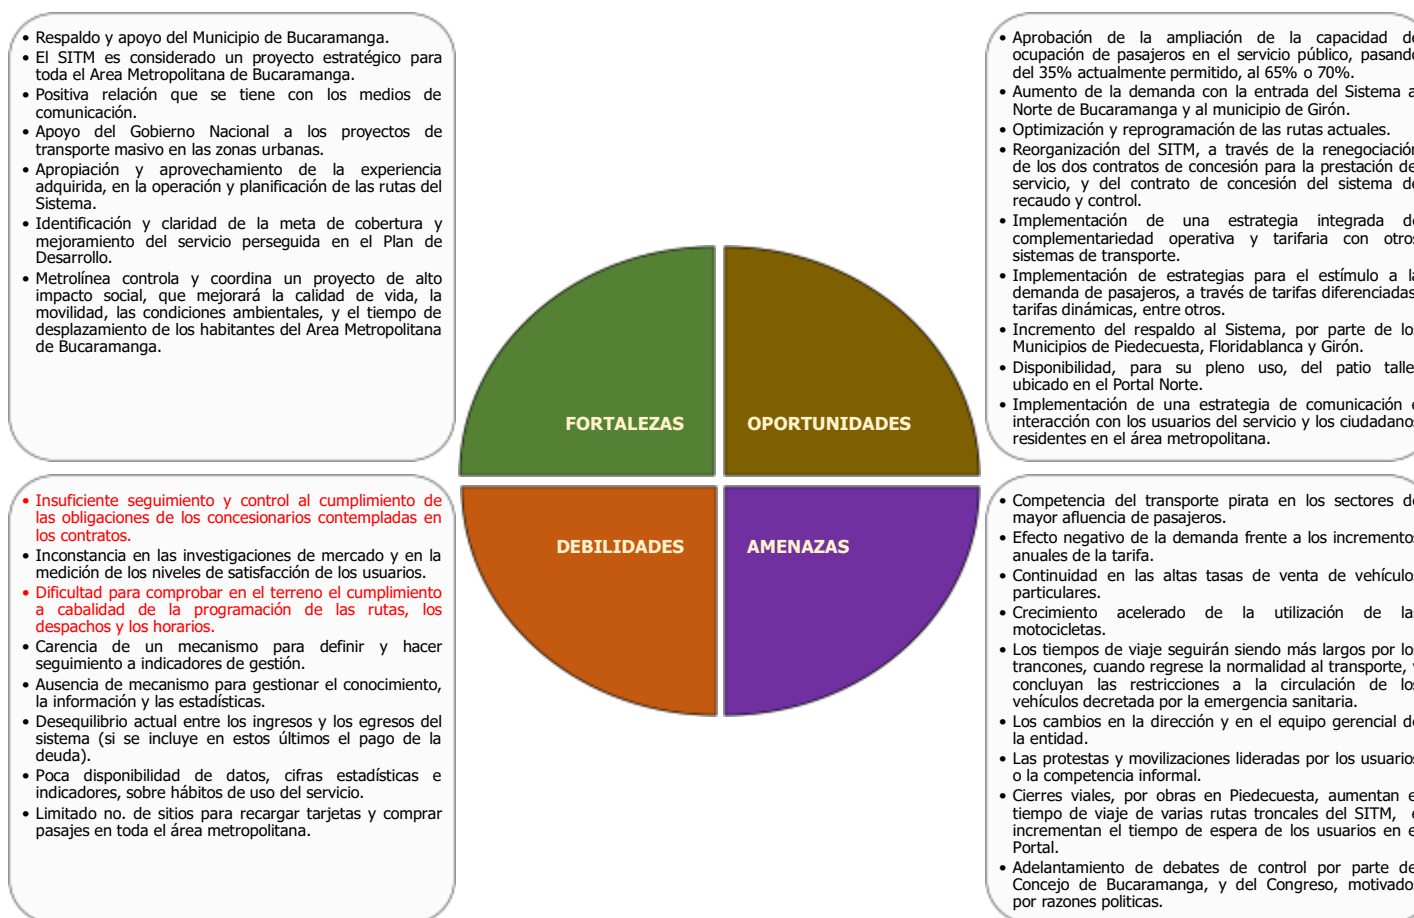 • Respaldo y apoyo del Municipio de Bucaramanga.
• El SITM es considerado un proyecto estratégico para
toda el Area Metropolitana de Bucaramanga.
• Positiva relación que se tiene con los medios de
comunicación.
• Apoyo del Gobierno Nacional a los proyectos de
transporte masivo en las zonas urbanas.
• Apropiación y aprovechamiento de la experiencia
adquirida, en la operación y planificación de las rutas del
Sistema.
• Identificación y claridad de la meta de cobertura y
mejoramiento del servicio perseguida en el Plan de
Desarrollo.
• Metrolínea controla y coordina un proyecto de alto
impacto social, que mejorará la calidad de vida, la
movilidad, las condiciones ambientales, y el tiempo de
desplazamiento de los habitantes del Area Metropolitana
de Bucaramanga.
• Aprobación de la ampliación de la capacidad de
ocupación de pasajeros en el servicio público, pasando
del 35% actualmente permitido, al 65% o 70%.
• Aumento de la demanda con la entrada del Sistema a
Norte de Bucaramanga y al municipio de Girón.
• Optimización y reprogramación de las rutas actuales.
• Reorganización del SITM, a través de la renegociación
de los dos contratos de concesión para la prestación de
servicio, y del contrato de concesión del sistema de
recaudo y control.
• Implementación de una estrategia integrada de
complementariedad operativa y tarifaria con otros
sistemas de transporte.
• Implementación de estrategias para el estímulo a la
demanda de pasajeros, a través de tarifas diferenciadas
tarifas dinámicas, entre otros.
• Incremento del respaldo al Sistema, por parte de lo
Municipios de Piedecuesta, Floridablanca y Girón.
• Disponibilidad, para su pleno uso, del patio talle
ubicado en el Portal Norte.
• Implementación de una estrategia de comunicación e
interacción con los usuarios del servicio y los ciudadanos
residentes en el área metropolitana.
FORTALEZAS
OPORTUNIDADES
DEBILIDADES
AMENAZAS
• Insuficiente seguimiento y control al cumplimiento de
las obligaciones de los concesionarios contempladas en
los contratos.
• Inconstancia en las investigaciones de mercado y en la
medición de los niveles de satisfacción de los usuarios.
• Dificultad para comprobar en el terreno el cumplimiento
a cabalidad de la programación de las rutas, los
despachos y los horarios.
• Carencia de un mecanismo para definir y hacer
seguimiento a indicadores de gestión.
• Ausencia de mecanismo para gestionar el conocimiento,
la información y las estadísticas.
• Desequilibrio actual entre los ingresos y los egresos del
sistema (si se incluye en estos últimos el pago de la
deuda).
• Poca disponibilidad de datos, cifras estadísticas e
indicadores, sobre hábitos de uso del servicio.
• Limitado no. de sitios para recargar tarjetas y comprar
pasajes en toda el área metropolitana.
• Competencia del transporte pirata en los sectores de
mayor afluencia de pasajeros.
• Efecto negativo de la demanda frente a los incrementos
anuales de la tarifa.
• Continuidad en las altas tasas de venta de vehículo
particulares.
• Crecimiento acelerado de la utilización de las
motocicletas.
• Los tiempos de viaje seguirán siendo más largos por lo
trancones, cuando regrese la normalidad al transporte, y
concluyan las restricciones a la circulación de los
vehículos decretada por la emergencia sanitaria.
• Los cambios en la dirección y en el equipo gerencial de
la entidad.
• Las protestas y movilizaciones lideradas por los usuarios
o la competencia informal.
• Cierres viales, por obras en Piedecuesta, aumentan e
tiempo de viaje de varias rutas troncales del SITM, e
incrementan el tiempo de espera de los usuarios en e
Portal.
• Adelantamiento de debates de control por parte de
Concejo de Bucaramanga, y del Congreso, motivado
por razones politicas.